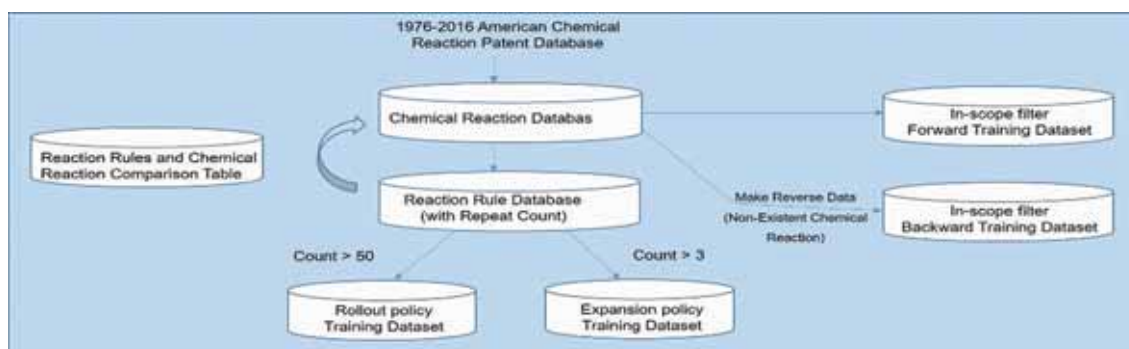 1976-2016 American Chemical
Reaction Patent Database
Chemical Reaction Databas
In-scope filter
Forward Training Dataset
Reaction Rules and Chemical
Reaction Comparison Table
Reaction Rule Database
(with Repeat Count)
Make Reverse Data
(Non-Existent Chemical
Reaction)
In-scope filter
Backward Training Dataset
Count > 50
Count > 3
Rollout policy
Training Dataset
Expansion policy
Training Dataset